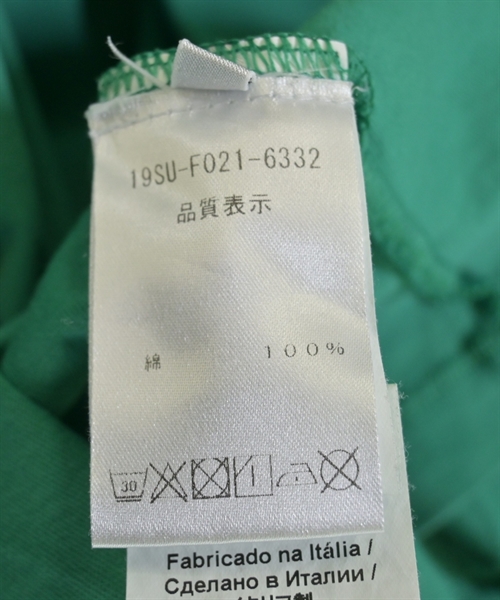 19SU-F021-6332
品質表示
綿 100%
30
Fabricado na Itália /
Сделано в Италии /